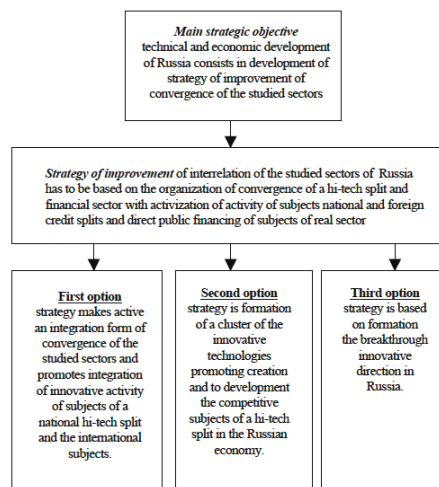 Main strategic objective
technical and economic development
of Russia consists in development of
strategy of improvement of
convergence of the studied sectors
Strategy of improvement of interrelation of the studied sectors of Russia
has to be based on the organization of convergence of a hi-tech split and
financial sector with activization of activity of subjects national and foreign
credit splits and direct public financing of subjects of real sector
First option
strategy makes active
an integration form of
convergence of the
studied sectors and
promotes integration
of innovative activity
of subjects of a
national hi-tech split
and the international
subjects.
Second option
strategy is formation
of a cluster of the
innovative
technologies
promoting creation
and to development
the competitive
subjects of a hi-tech
split in the Russian
economy.
Third option
strategy is based
on formation
the breakthrough
innovative
direction in
Russia.